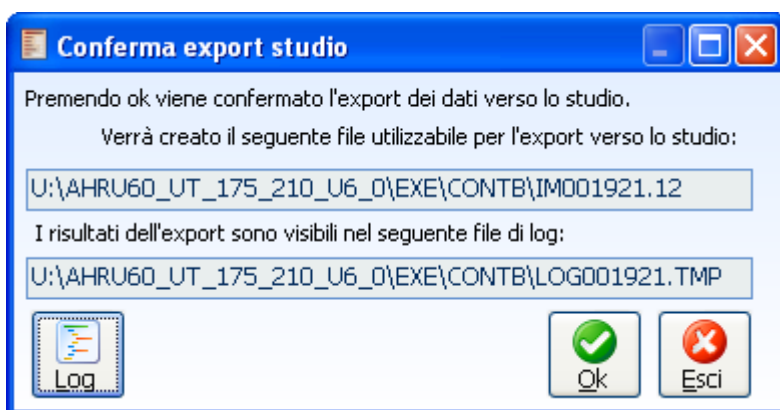 Conferma export studio
Premendo ok viene confermato l'export dei dati verso lo studio.
Verrà creato il seguente file utilizzabile per l'export verso lo studio:
U:\AHRU60_UT_175_210_U6_0\EXE\CONTB\IM001921.12
I risultati dell'export sono visibili nel seguente file di log:
U:\AHRU60_UT_175_210_U6_0\EXE\CONTB\LOG001921.TMP
Log Ok Esci